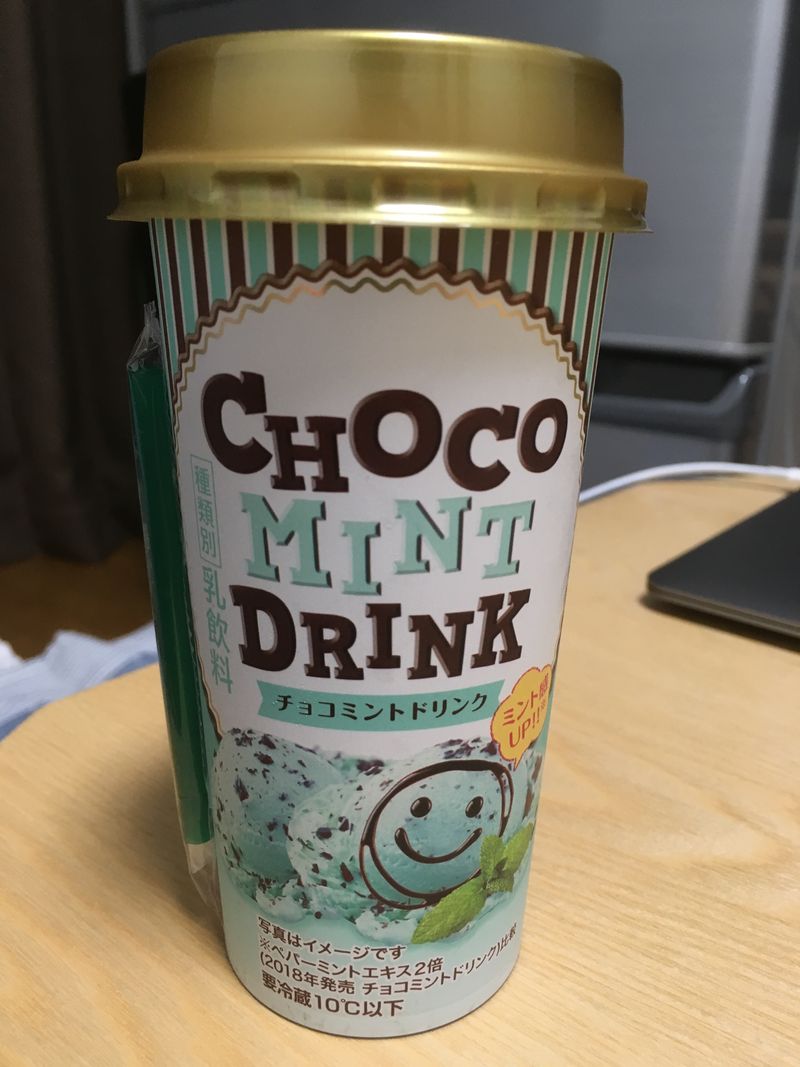 CHOCO
MINT
DRINK
種類別
乳飲料
チョコミントドリンク
ミント感
UP!!※
写真はイメージです
※ペパーミントエキス2倍
(2018年発売 チョコミントドリンク)比較
要冷蔵10℃以下